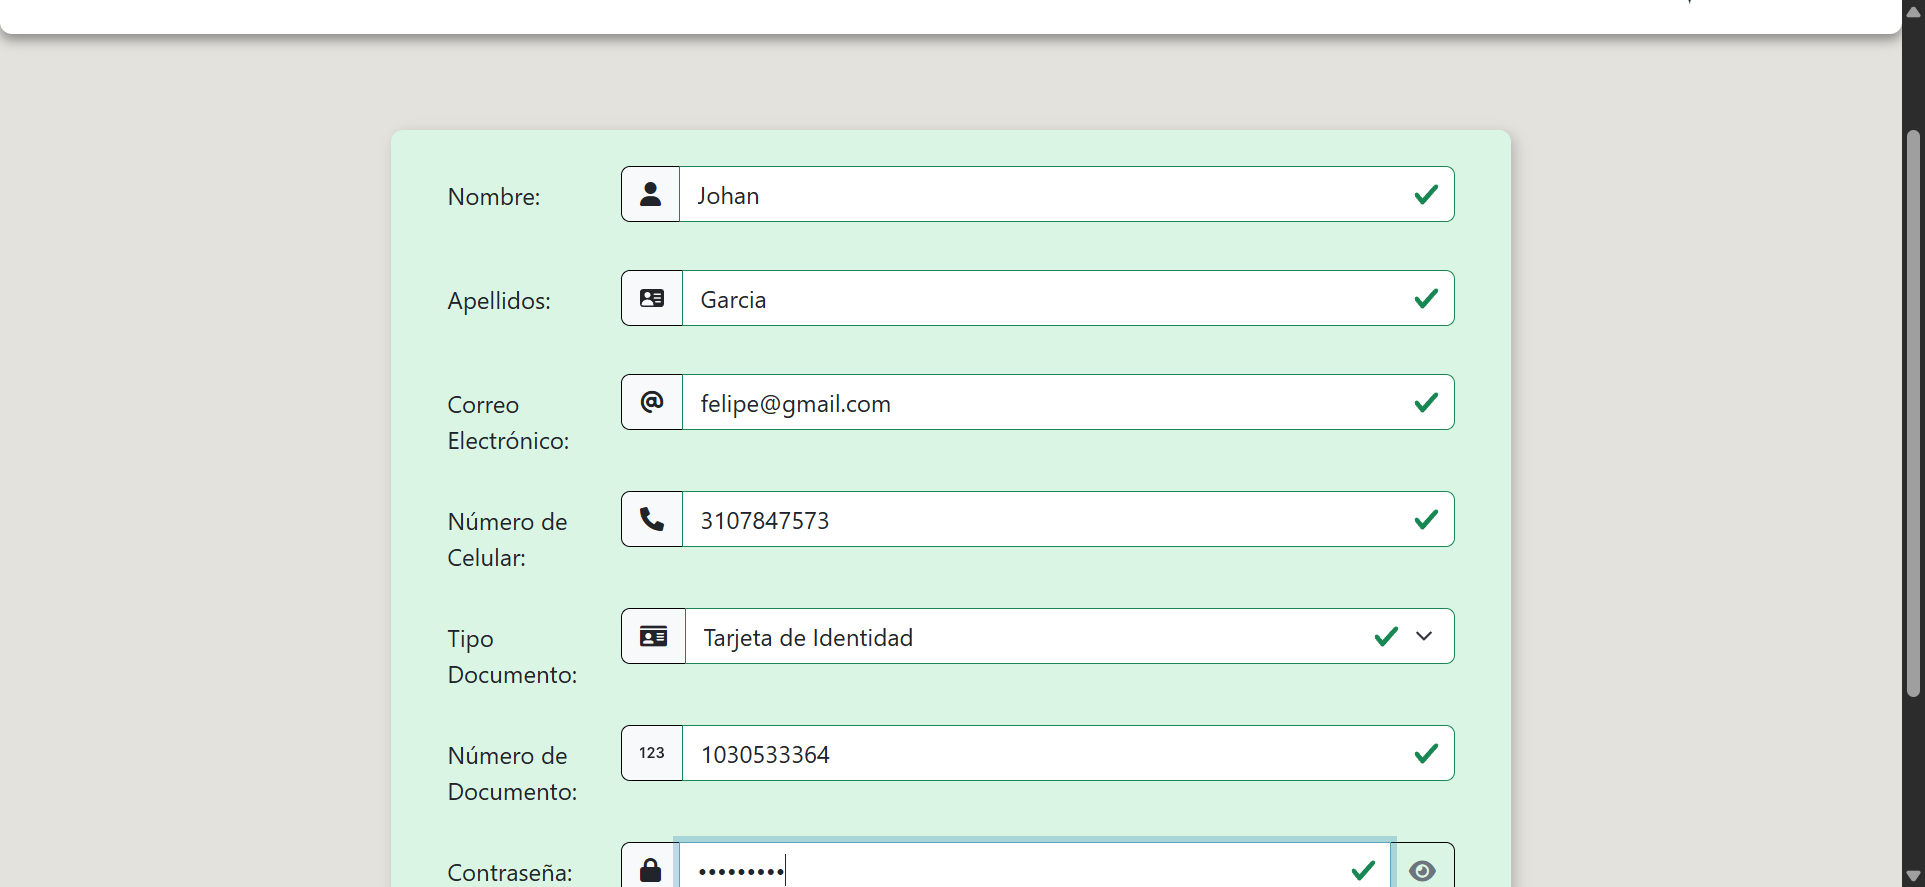 Nombre:
Johan
Apellidos:
Garcia
Correo
Electrónico:
felipe@gmail.com
Número de
Celular:
3107847573
Tipo
Documento:
Tarjeta de Identidad
Número de
Documento:
123
1030533364
Contraseña:
•••••••••